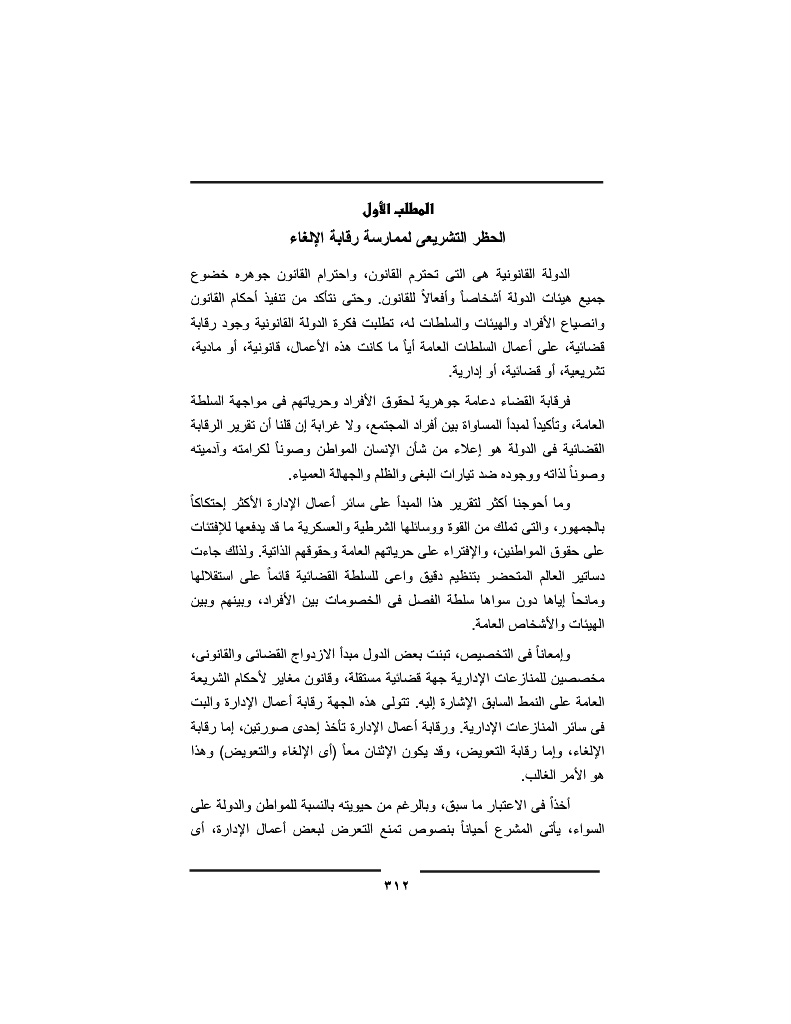 المطلب الأول
الحظر التشريعى لممارسة رقابة الإلغاء
الدولة القانونية هى التى تحترم القانون، واحترام القانون جوهره خضوع
جميع هيئات الدولة أشخاصاً وأفعالاً للقانون. وحتى نتأكد من تنفيذ أحكام القانون
وانصياع الأفراد والهيئات والسلطات له، تطلبت فكرة الدولة القانونية وجود رقابة
قضائية، على أعمال السلطات العامة أياً ما كانت هذه الأعمال، قانونية، أو مادية،
تشريعية، أو قضائية، أو إدارية.
فرقابة القضاء دعامة جوهرية لحقوق الأفراد وحرياتهم فى مواجهة السلطة
العامة، وتأكيداً لمبدأ المساواة بين أفراد المجتمع، ولا غرابة إن قلنا أن تقرير الرقابة
القضائية فى الدولة هو إعلاء من شأن الإنسان المواطن وصوناً لكرامته وآدميته
وصوناً لذاته ووجوده ضد تيارات البغى والظلم والجهالة العمياء.
وما أحوجنا أكثر لتقرير هذا المبدأ على سائر أعمال الإدارة الأكثر إحتكاكاً
بالجمهور، والتى تملك من القوة ووسائلها الشرطية والعسكرية ما قد يدفعها للإفتئات
على حقوق المواطنين، والإفتراء على حرياتهم العامة وحقوقهم الذاتية. ولذلك جاءت
دساتير العالم المتحضر بتنظيم دقيق واعى للسلطة القضائية قائماً على استقلالها
ومانحاً إياها دون سواها سلطة الفصل فى الخصومات بين الأفراد، وبينهم وبين
الهيئات والأشخاص العامة.
وإمعاناً فى التخصيص، تبنت بعض الدول مبدأ الازدواج القضائى والقانونى،
مخصصين للمنازعات الإدارية جهة قضائية مستقلة، وقانون مغاير لأحكام الشريعة
العامة على النمط السابق الإشارة إليه. تتولى هذه الجهة رقابة أعمال الإدارة والبت
فى سائر المنازعات الإدارية. ورقابة أعمال الإدارة تأخذ إحدى صورتين، إما رقابة
الإلغاء، وإما رقابة التعويض، وقد يكون الإثنان معاً (أى الإلغاء والتعويض) وهذا
هو الأمر الغالب.
أخذاً فى الاعتبار ما سبق، وبالرغم من حيويته بالنسبة للمواطن والدولة على
السواء، يأتى المشرع أحياناً بنصوص تمنع التعرض لبعض أعمال الإدارة، أى
٣١٢